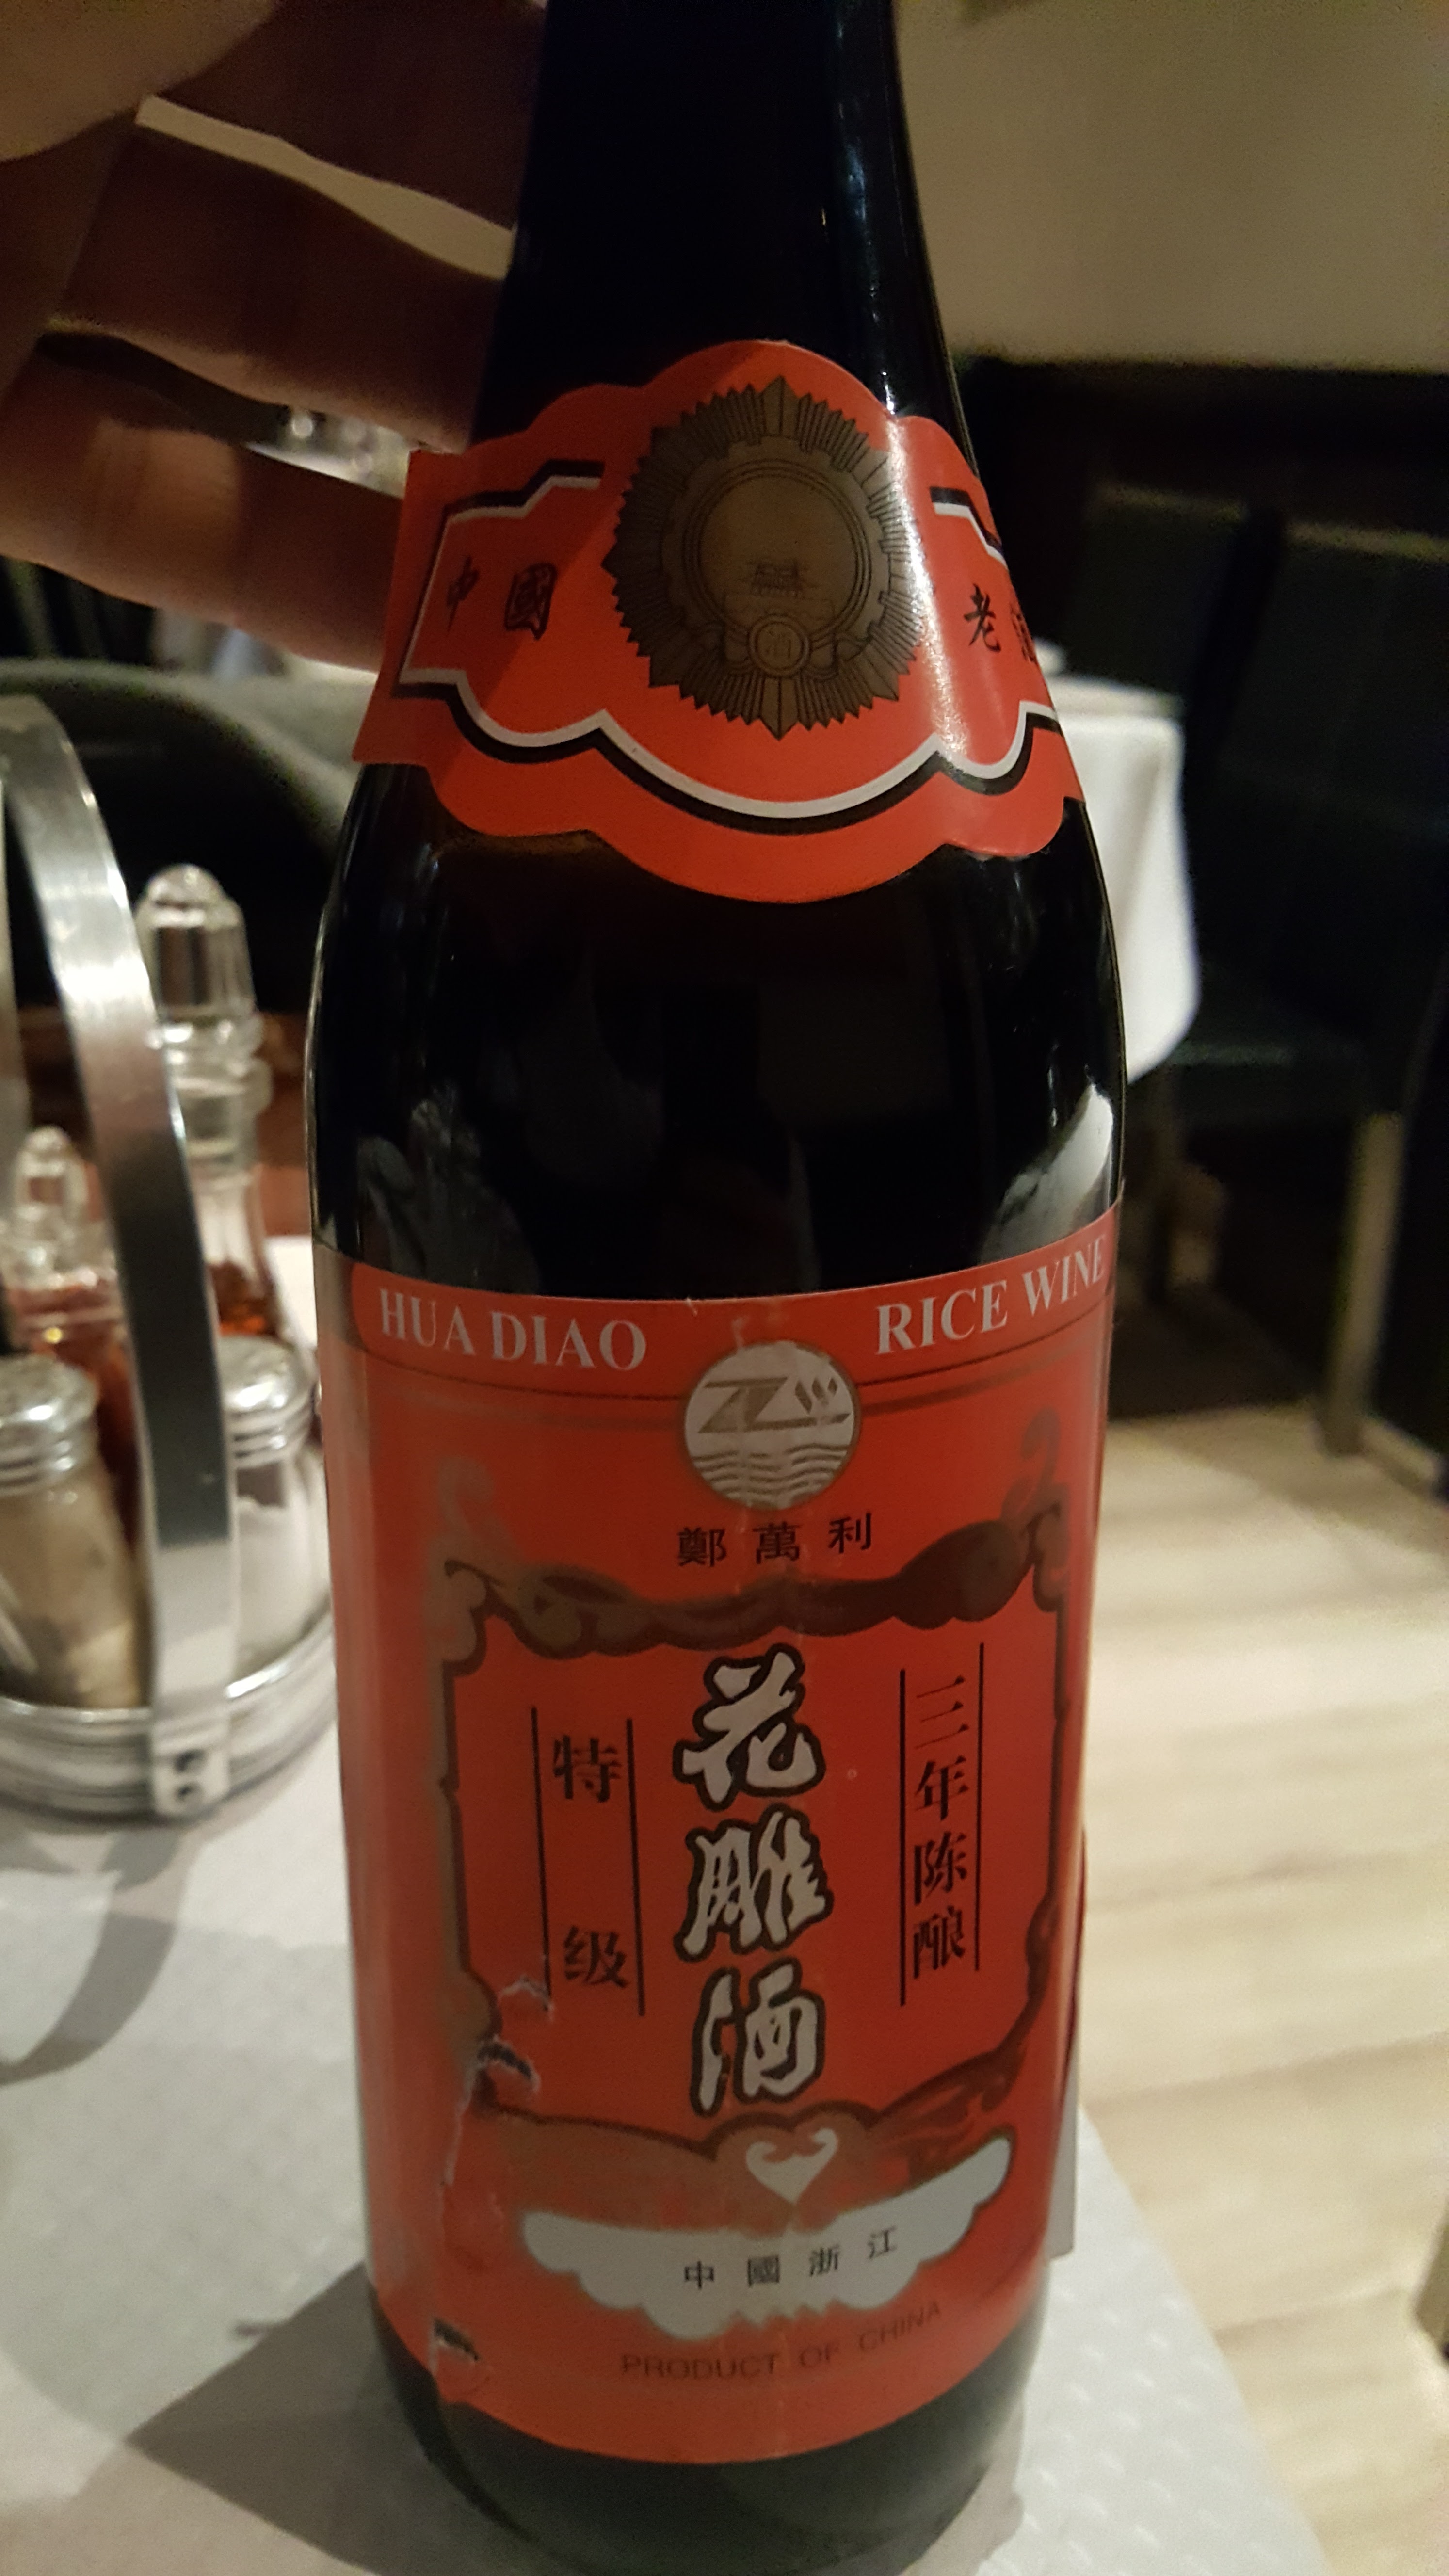 中國
老酒
酒
HUA DIAO
RICE WINE
鄭萬利
三年陈酿
花雕酒
特级
中國浙江
PRODUCT OF CHINA